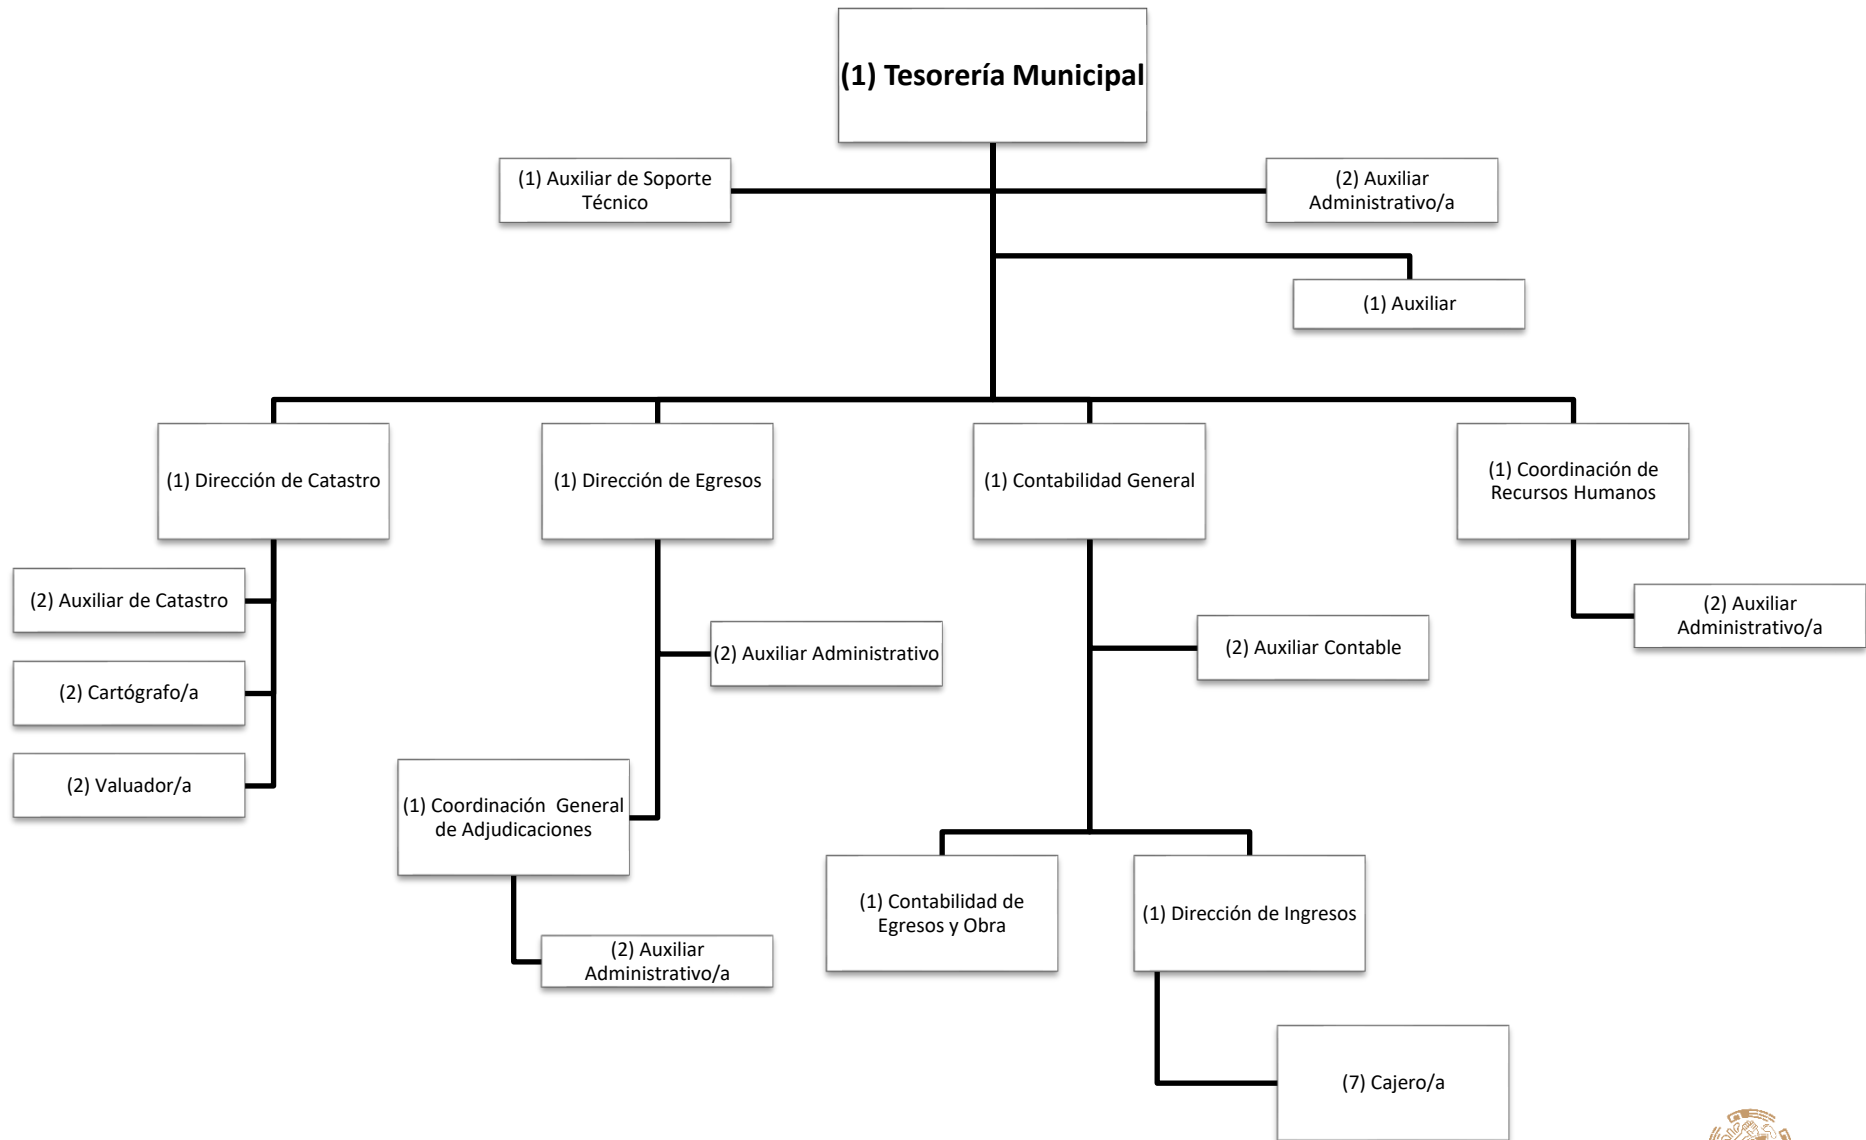 (1) Tesorería Municipal
(1) Auxiliar de Soporte
Técnico
(2) Auxiliar
Administrativo/a
(1) Auxiliar
(1) Dirección de Catastro
(1) Dirección de Egresos
(1) Contabilidad General
(1) Coordinación de
Recursos Humanos
(2) Auxiliar de Catastro
(2) Cartógrafo/a
(2) Valuador/a
(2) Auxiliar Administrativo
(1) Coordinación  General
de Adjudicaciones
(2) Auxiliar
Administrativo/a
(2) Auxiliar Contable
(1) Contabilidad de
Egresos y Obra
(1) Dirección de Ingresos
(7) Cajero/a
(2) Auxiliar
Administrativo/a